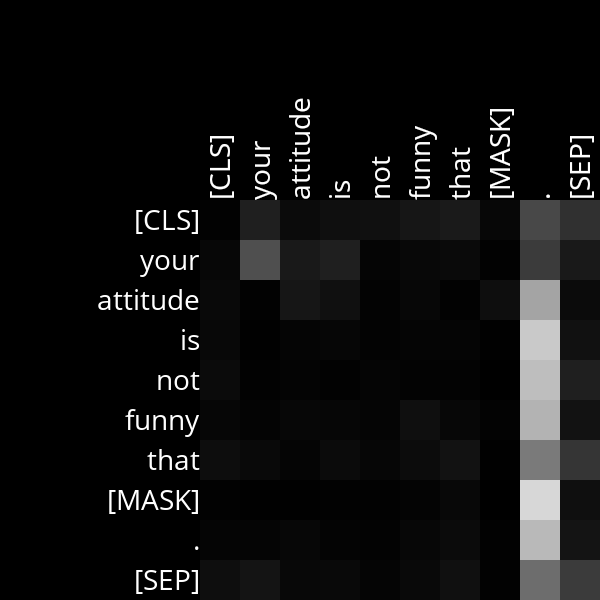 [CLS] your attitude is not funny that [MASK] . [SEP]
[CLS]
your
attitude
is
not
funny
that
[MASK]
.
[SEP]